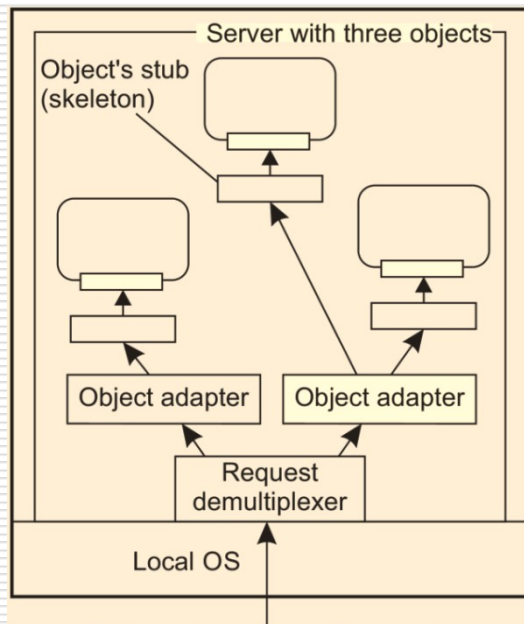 Server with three objects
Object's stub
(skeleton)
Object adapter
Object adapter
Request
demultiplexer
Local OS